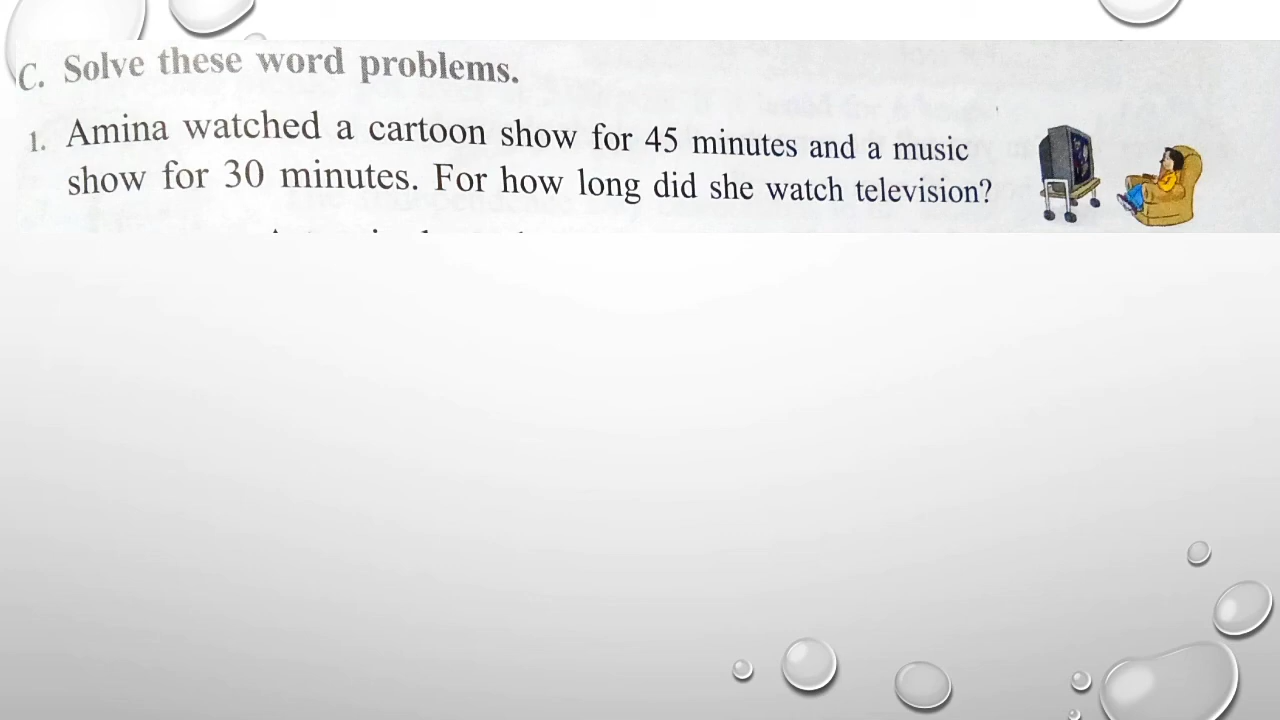 C. Solve these word problems.
1. Amina watched a cartoon show for 45 minutes and a music
show for 30 minutes. For how long did she watch television?